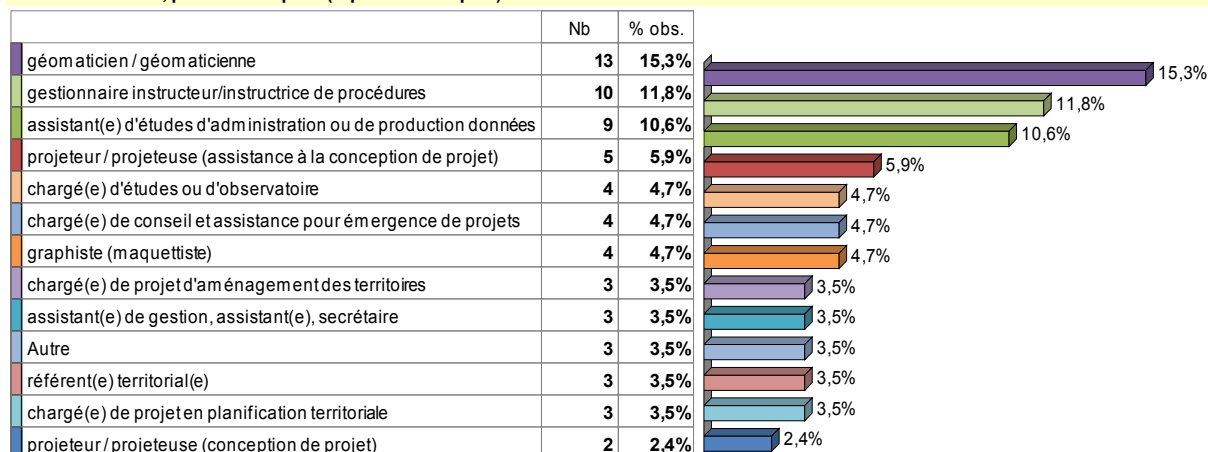 Nb % obs.
géomaticien / géomaticienne 13 15,3% 15,3%
gestionnaire instructeur/instructrice de procédures 10 11,8% 11,8%
assistant(e) d'études d'administration ou de production données 9 10,6% 10,6%
projeteur / projeteuse (assistance à la conception de projet) 5 5,9% 5,9%
chargé(e) d'études ou d'observatoire 4 4,7% 4,7%
chargé(e) de conseil et assistance pour émergence de projets 4 4,7% 4,7%
graphiste (maquettiste) 4 4,7% 4,7%
chargé(e) de projet d'aménagement des territoires 3 3,5% 3,5%
assistant(e) de gestion, assistant(e), secrétaire 3 3,5% 3,5%
Autre 3 3,5% 3,5%
référent(e) territorial(e) 3 3,5% 3,5%
chargé(e) de projet en planification territoriale 3 3,5% 3,5%
projeteur / projeteuse (conception de projet) 2 2,4% 2,4%